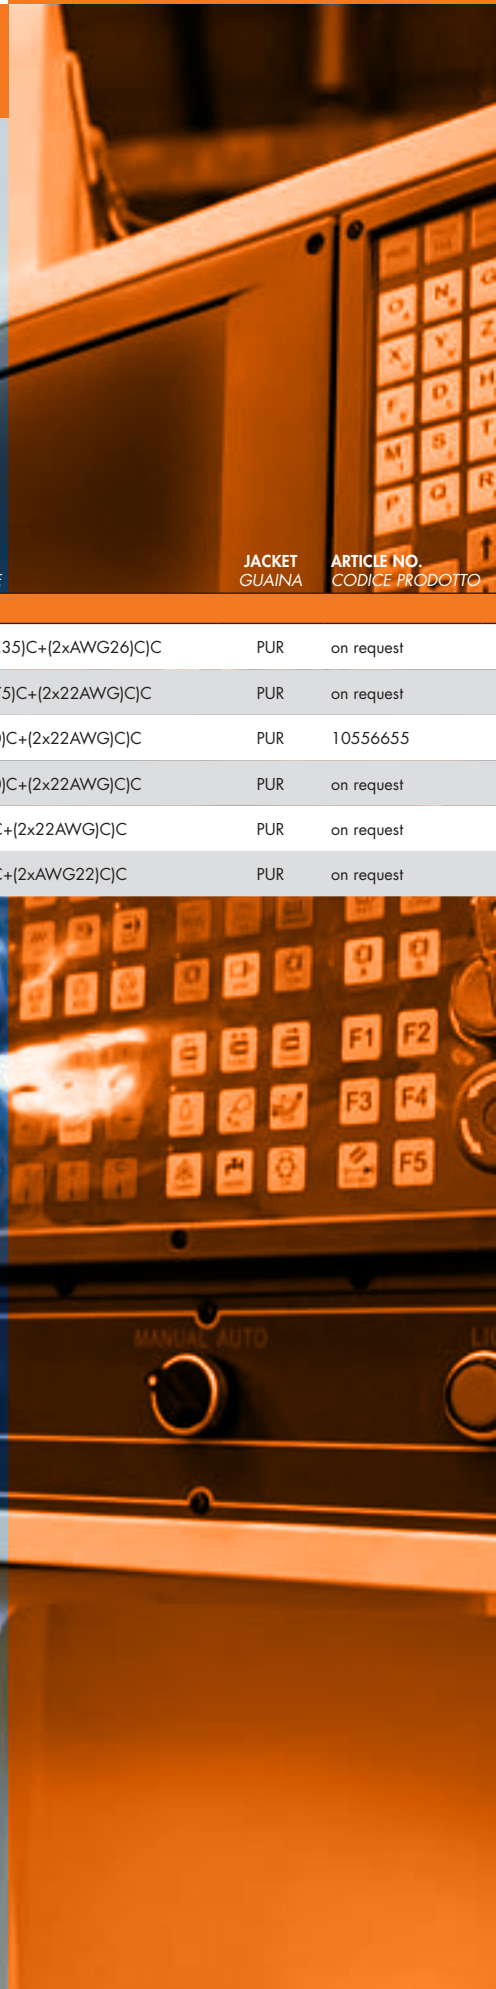 JACKET ARTICLE NO.
GUAINA CODICE PRODOTTO
35)C+(2xAWG26)C)C PUR on request
5)C+(2x22AWG)C)C PUR on request
)C+(2x22AWG)C)C PUR 10556655
)C+(2x22AWG)C)C PUR on request
C+(2x22AWG)C)C PUR on request
C+(2xAWG22)C)C PUR on request
O N G
X Y Z
F D H
M S T
P Q R
F1 F2
F3 F4
F5
MANUAL AUTO